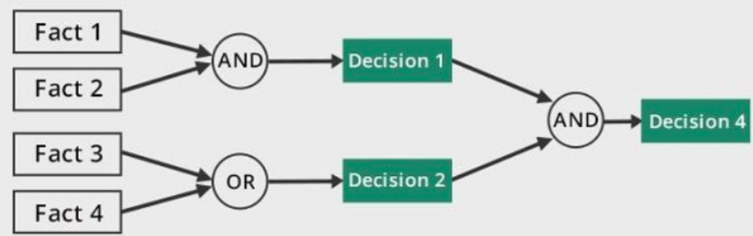 Fact 1
Fact 2
AND
Decision 1
Fact 3
Fact 4
OR
Decision 2
AND
Decision 4